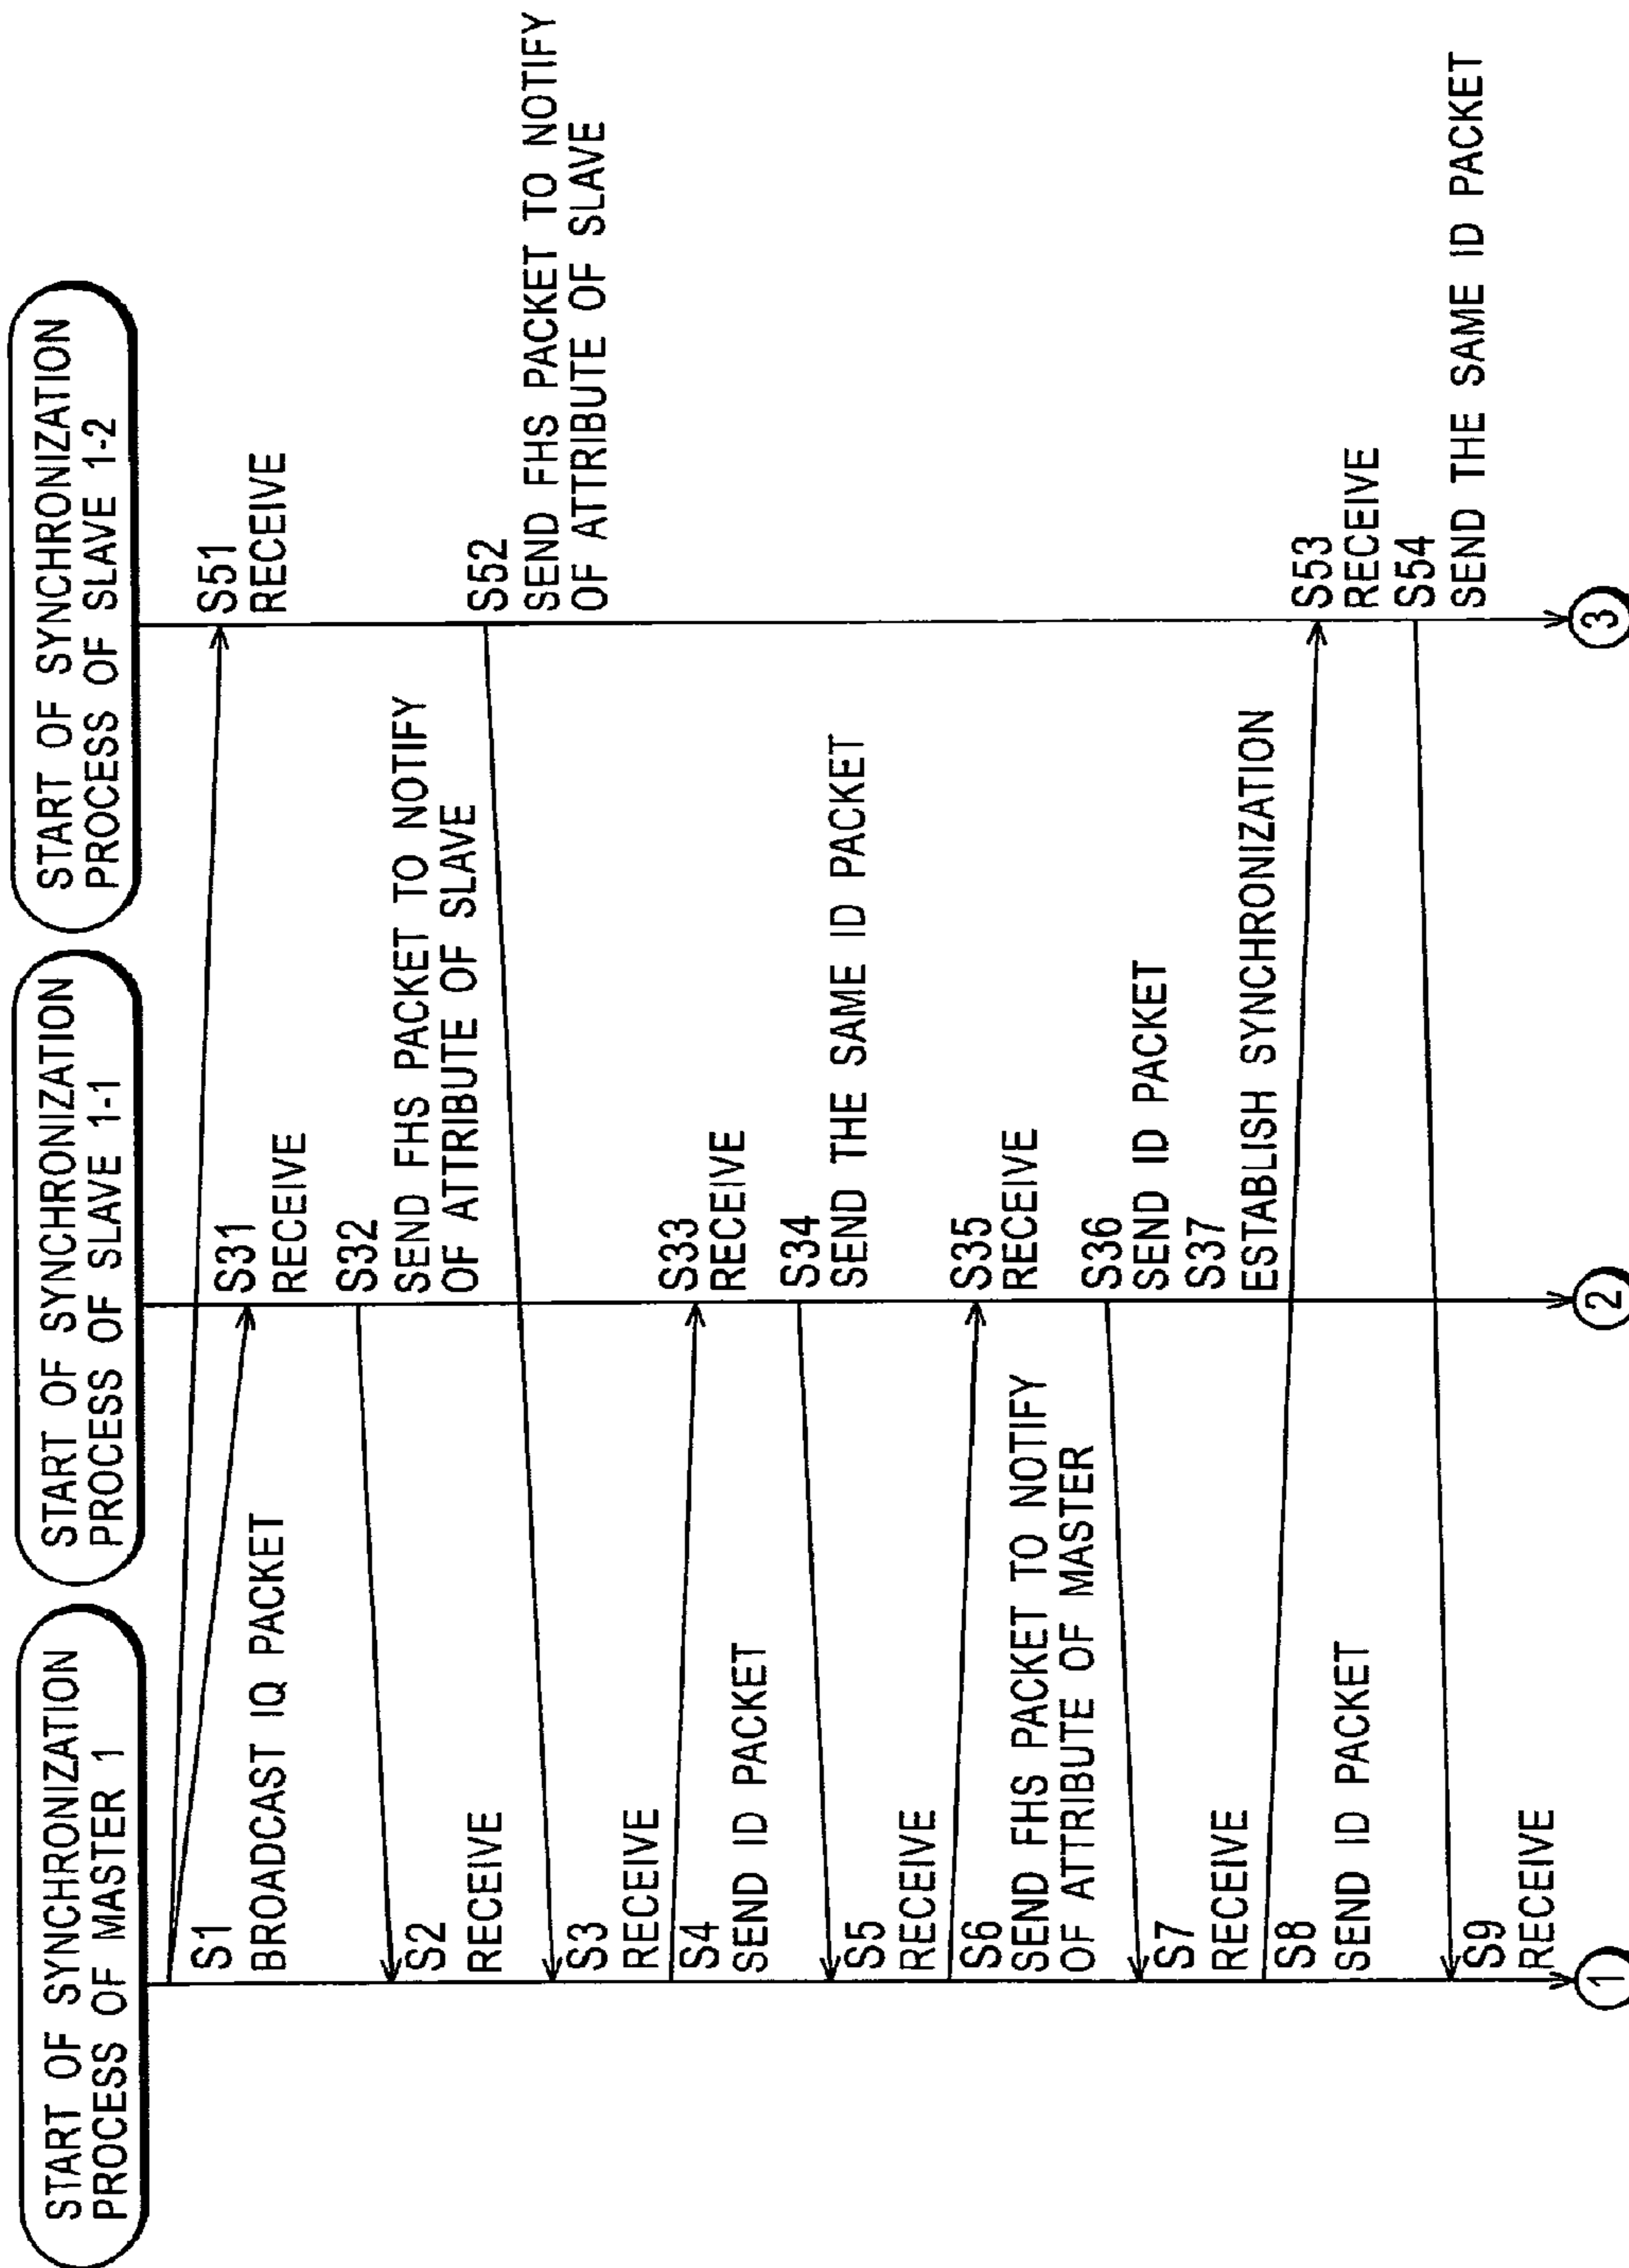 START OF SYNCHRONIZATION
PROCESS OF MASTER 1
S1
BROADCAST IQ PACKET
S2
RECEIVE
S3
RECEIVE
S4
SEND ID PACKET
S5
RECEIVE
S6
SEND FHS PACKET TO NOTIFY
OF ATTRIBUTE OF MASTER
S7
RECEIVE
S8
SEND ID PACKET
S9
RECEIVE
1
START OF SYNCHRONIZATION
PROCESS OF SLAVE 1-1
S31
RECEIVE
S32
SEND FHS PACKET TO NOTIFY
OF ATTRIBUTE OF SLAVE
S33
RECEIVE
S34
SEND THE SAME ID PACKET
S35
RECEIVE
S36
SEND ID PACKET
S37
ESTABLISH SYNCHRONIZATION
2
START OF SYNCHRONIZATION
PROCESS OF SLAVE 1-2
S51
RECEIVE
S52
SEND FHS PACKET TO NOTIFY
OF ATTRIBUTE OF SLAVE
S53
RECEIVE
S54
SEND THE SAME ID PACKET
3